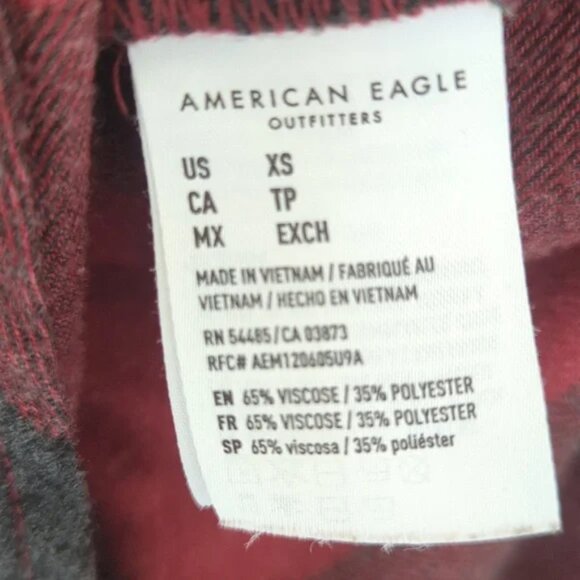 AMERICAN EAGLE
OUTFITTERS
US XS
CA TP
MX EXCH
MADE IN VIETNAM / FABRIQUÉ AU
VIETNAM / HECHO EN VIETNAM
RN 54485/CA 03873
RFC# AEM120605U9A
EN 65% VISCOSE / 35% POLYESTER
FR 65% VISCOSE / 35% POLYESTER
SP 65% viscosa / 35% poliéster